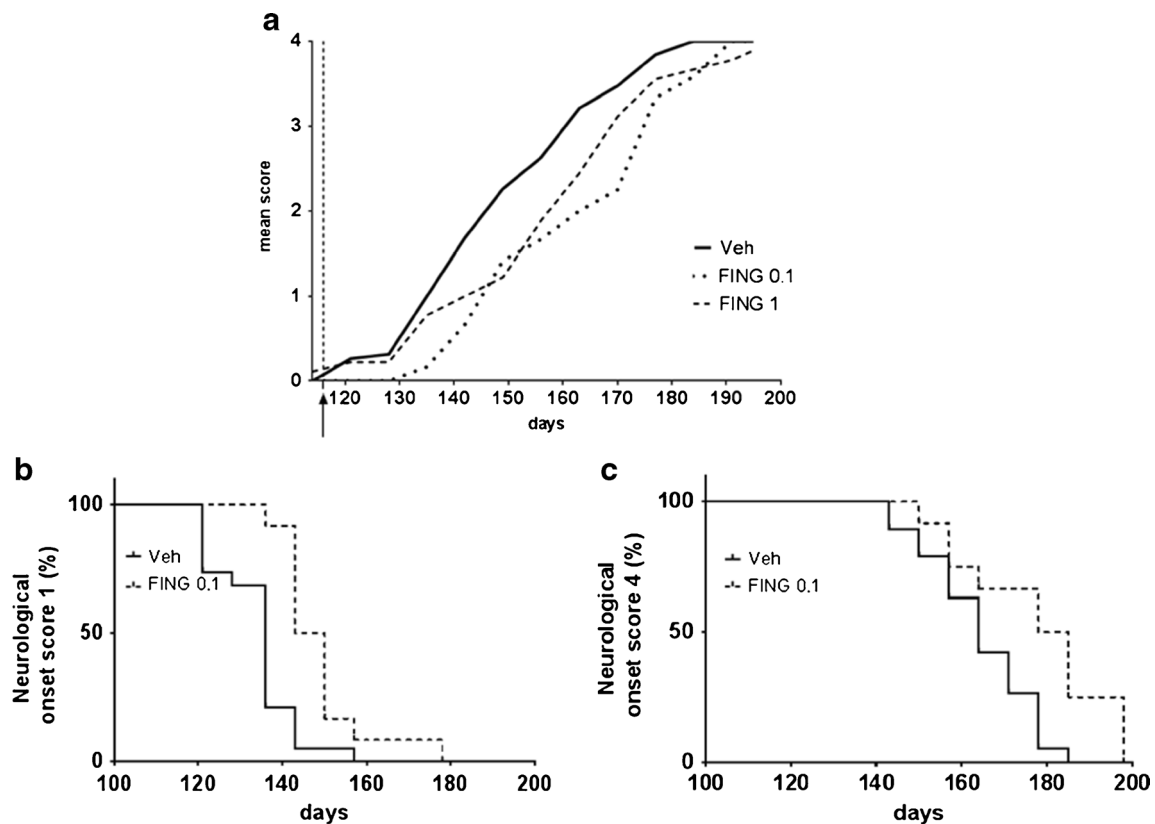 a
4
3
2
1
0
mean score
120 130 140 150 160 170 180 190 200
days
Veh
FING 0.1
FING 1
b
100
50
0
Neurological
onset score 1 (%)
Veh
FING 0.1
100 120 140 160 180 200
days
c
100
50
0
Neurological
onset score 4 (%)
Veh
FING 0.1
100 120 140 160 180 200
days